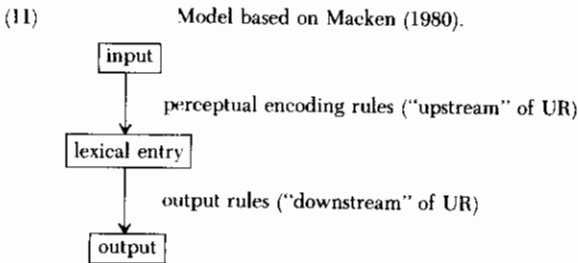 (11) Model based on Macken (1980).
input
perceptual encoding rules (“upstream” of UR)
lexical entry
output rules (“downstream” of UR)
output